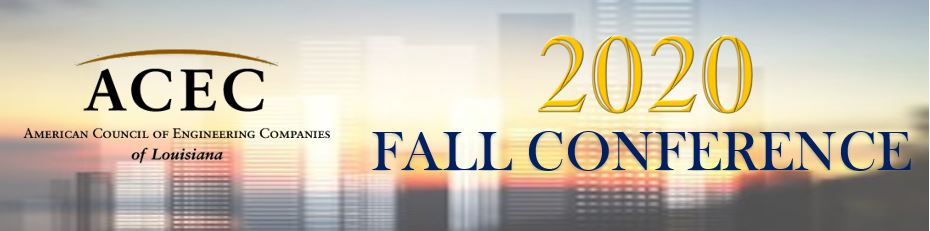 ACEC
American Council of Engineering Companies
of Louisiana
2020
FALL CONFERENCE